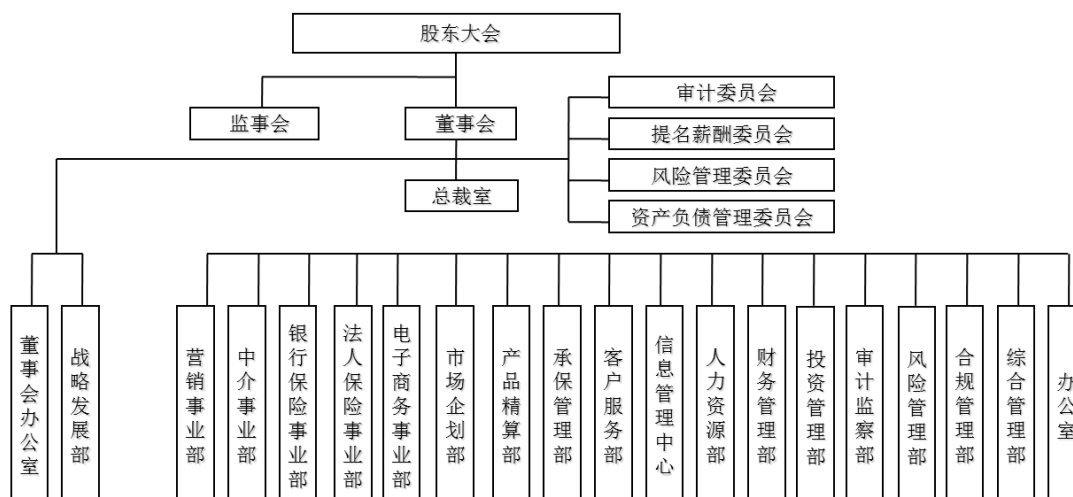 股东大会
监事会
董事会
审计委员会
提名薪酬委员会
风险管理委员会
总裁室
资产负债管理委员会
董事会办公室
战略发展部
营销事业部
中介事业部
银行保险事业部
法人保险事业部
电子商务事业部
市场企划部
产品精算部
承保管理部
客户服务部
信息管理中心
人力资源部
财务管理部
投资管理部
审计监察部
风险管理部
合规管理部
综合管理部
办公室